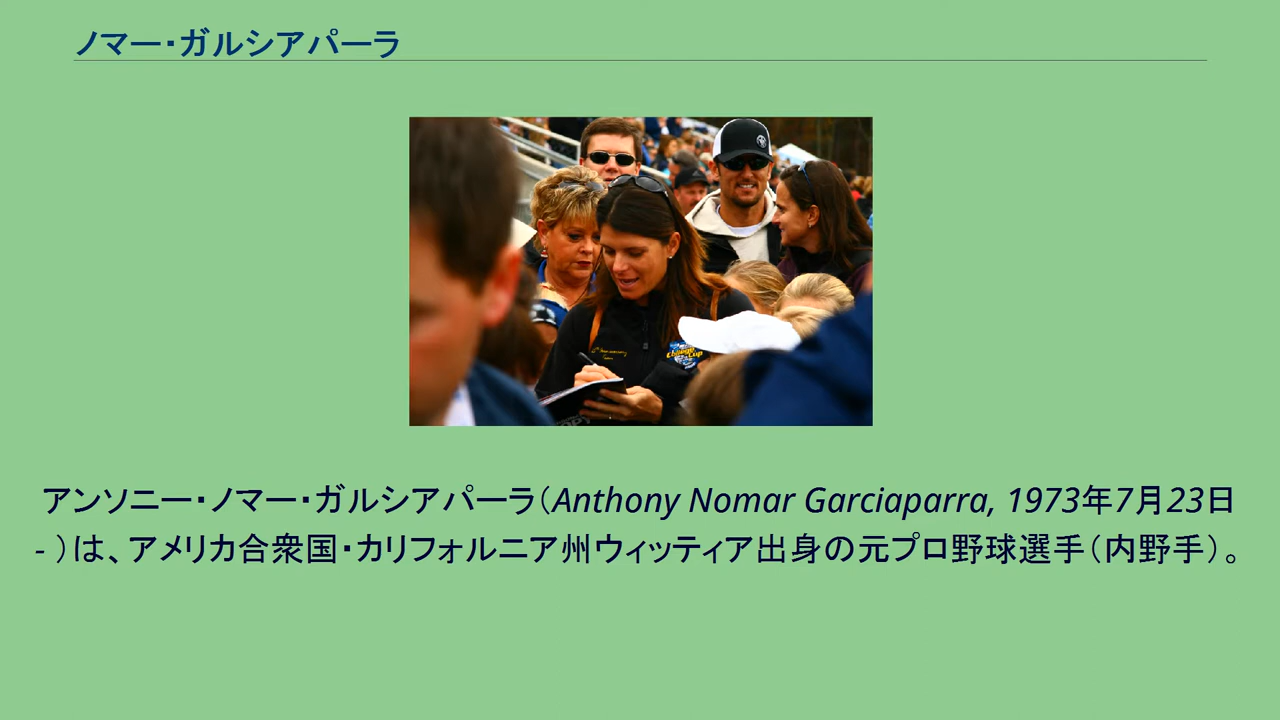 ノマー・ガルシアパーラ
College Cup
アンソニー・ノマー・ガルシアパーラ（Anthony Nomar Garciaparra, 1973年7月23日
- ）は、アメリカ合衆国・カリフォルニア州ウィッティア出身の元プロ野球選手（内野手）。